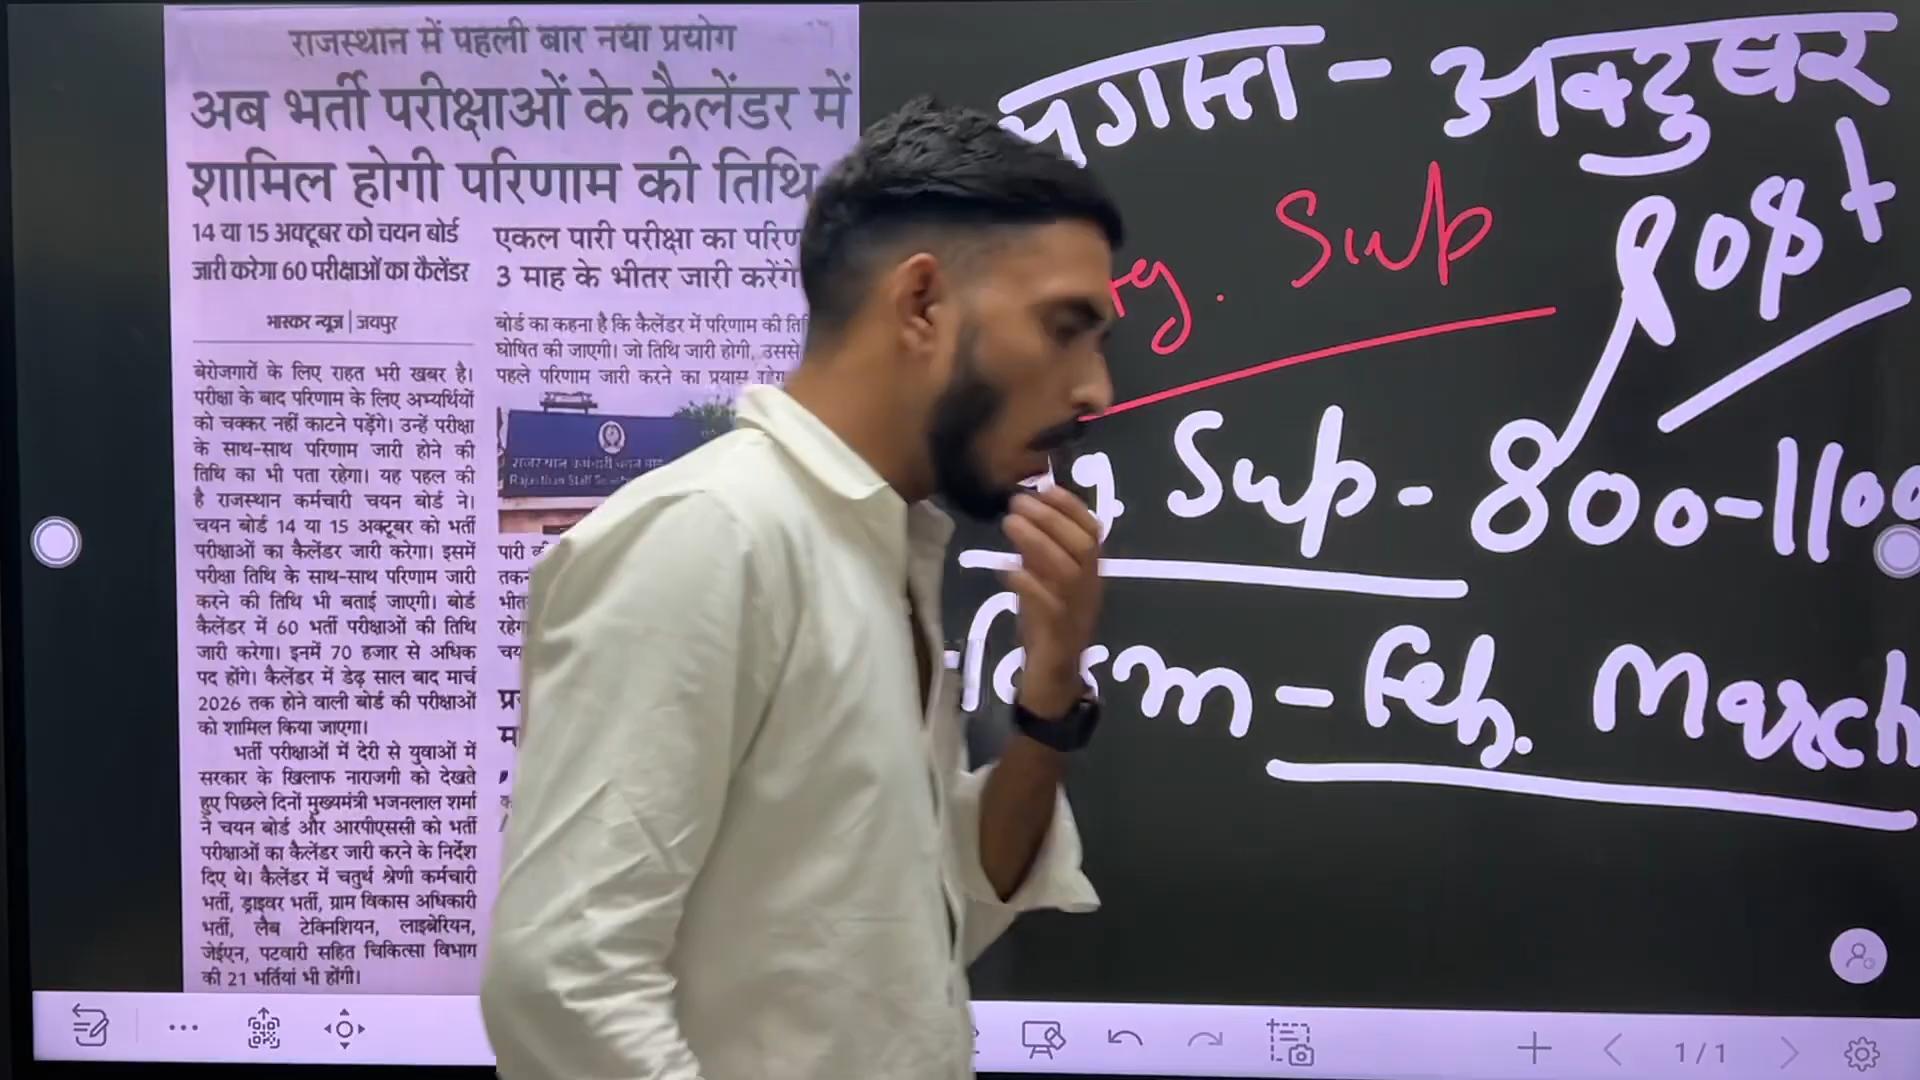 राजस्थान में पहली बार नया प्रयोग
अब भर्ती परीक्षाओं के कैलेंडर में
शामिल होगी परिणाम की तिथि
14 या 15 अक्टूबर को चयन बोर्ड
जारी करेगा 60 परीक्षाओं का कैलेंडर
भास्कर न्यूज | जयपुर
बेरोजगारों के लिए राहत भरी खबर है।
परीक्षा के बाद परिणाम के लिए अभ्यर्थियों
को चक्कर नहीं काटने पड़ेंगे। उन्हें परीक्षा
के साथ-साथ परिणाम जारी होने की
तिथि का भी पता रहेगा। यह पहल की
है राजस्थान कर्मचारी चयन बोर्ड ने।
चयन बोर्ड 14 या 15 अक्टूबर को भर्ती
परीक्षाओं का कैलेंडर जारी करेगा। इसमें
परीक्षा तिथि के साथ-साथ परिणाम जारी
करने की तिथि भी बताई जाएगी। बोर्ड
कैलेंडर में 60 भर्ती परीक्षाओं की तिथि
जारी करेगा। इनमें 70 हजार से अधिक
पद होंगे। कैलेंडर में डेढ़ साल बाद मार्च
2026 तक होने वाली बोर्ड की परीक्षाओं
को शामिल किया जाएगा।
भर्ती परीक्षाओं में देरी से युवाओं में
सरकार के खिलाफ नाराजगी को देखते
हुए पिछले दिनों मुख्यमंत्री भजनलाल शर्मा
ने चयन बोर्ड और आरपीएससी को भर्ती
परीक्षाओं का कैलेंडर जारी करने के निर्देश
दिए थे। कैलेंडर में चतुर्थ श्रेणी कर्मचारी
भर्ती, ड्राइवर भर्ती, ग्राम विकास अधिकारी
भर्ती, लैब टेक्निशियन, लाइब्रेरियन,
जेईएन, पटवारी सहित चिकित्सा विभाग
की 21 भर्तियां भी होंगी।
एकल पारी परीक्षा का
3 माह के भीतर जारी करेंगे
बोर्ड का कहना है कि कैलेंडर में परिणाम की
घोषित की जाएगी। जो तिथि जारी होगी, उससे
पहले परिणाम जारी करने का प्रयास
पारी
- अक्टुबर
Sup
Sup - 800-1100
- Feb. March
1 / 1